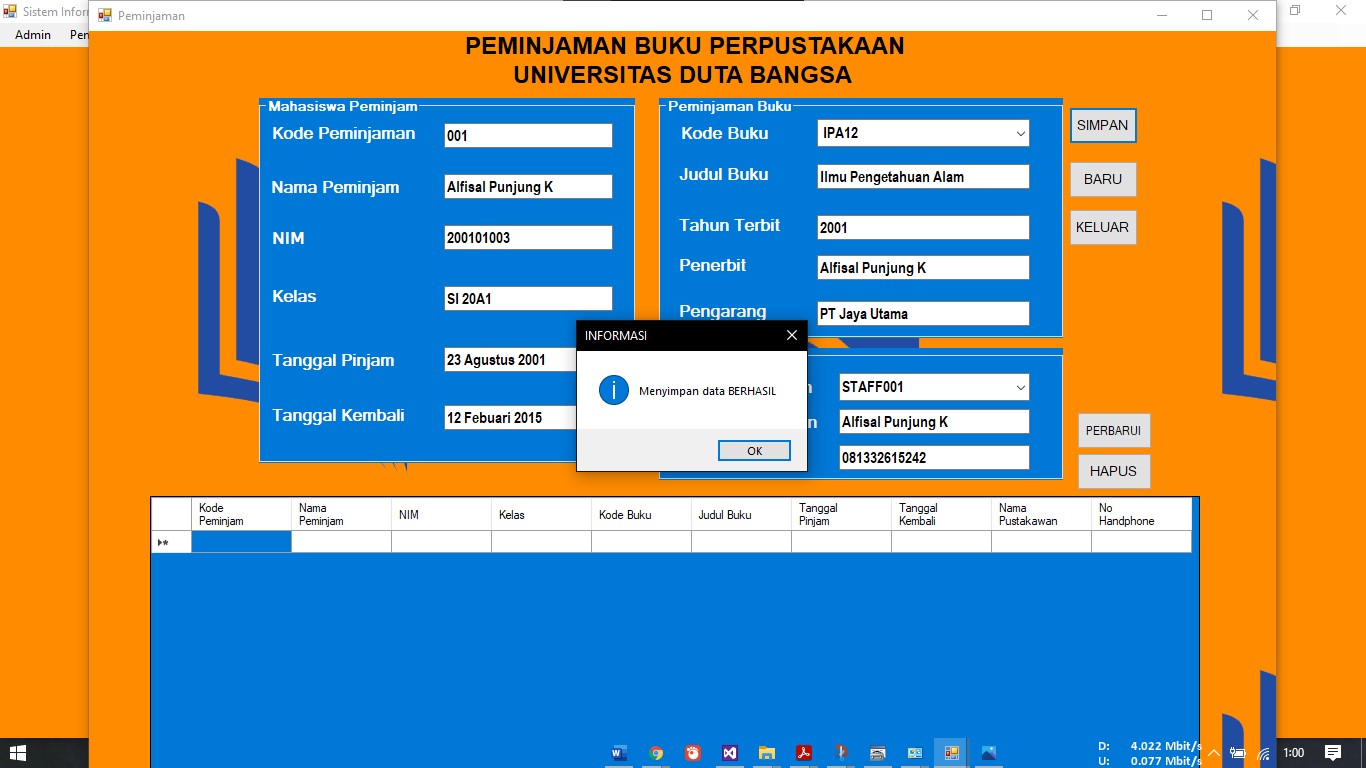 Sistem Infor
Peminjaman
Admin
Pen
PEMINJAMAN BUKU PERPUSTAKAAN
UNIVERSITAS DUTA BANGSA
Mahasiswa Peminjam
Kode Peminjaman 001
Nama Peminjam Alfisal Punjung K
NIM 200101003
Kelas SI 20A1
Tanggal Pinjam 23 Agustus 2001
Tanggal Kembali 12 Febuari 2015
Peminjaman Buku
Kode Buku IPA12
Judul Buku Ilmu Pengetahuan Alam
Tahun Terbit 2001
Penerbit Alfisal Punjung K
Pengarang PT Jaya Utama
n STAFF001
n Alfisal Punjung K
081332615242
SIMPAN
BARU
KELUAR
PERBARUI
HAPUS
INFORMASI
Menyimpan data BERHASIL
OK
Kode Peminjam
Nama Peminjam
NIM
Kelas
Kode Buku
Judul Buku
Tanggal Pinjam
Tanggal Kembali
Nama Pustakawan
No Handphone
D: 4.022 Mbit/s
U: 0.077 Mbit/s
1:00